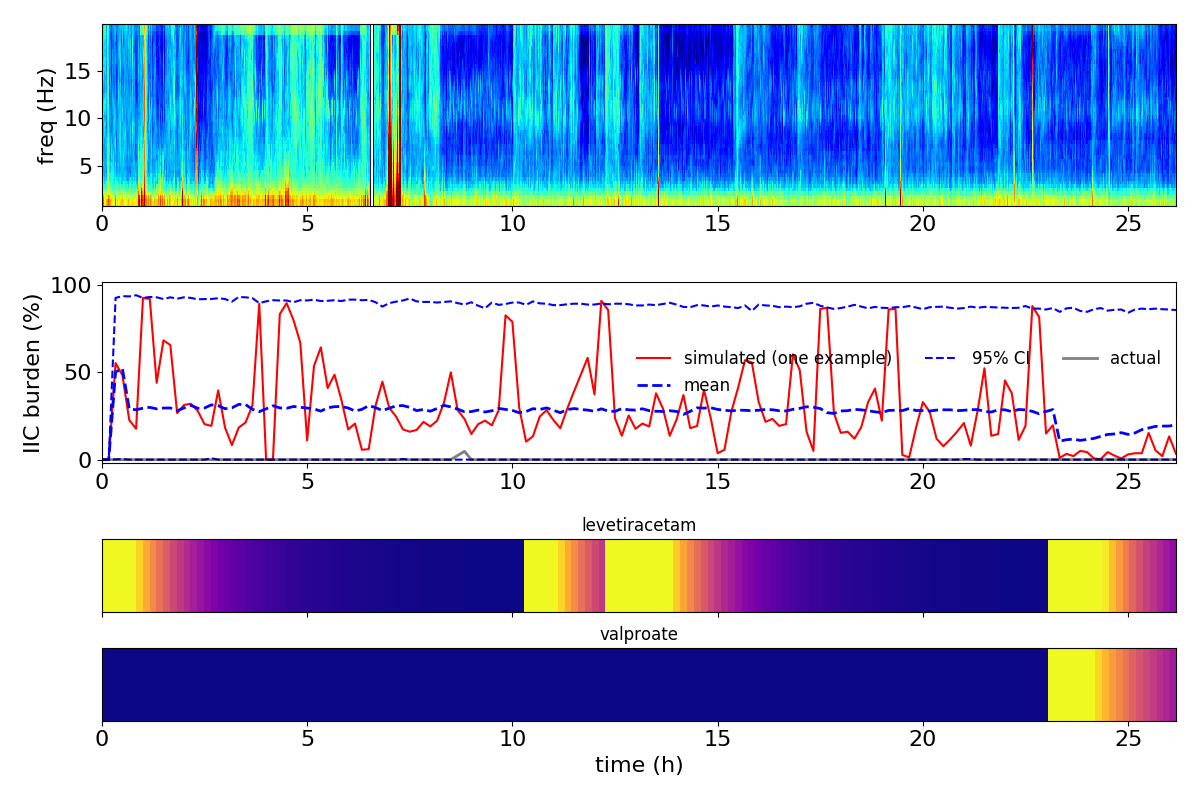 freq (Hz)
15
10
5
0 5 10 15 20 25
IIC burden (%)
100
50
0
simulated (one example) 95% CI actual
mean
0 5 10 15 20 25
levetiracetam
valproate
0 5 10 15 20 25
time (h)